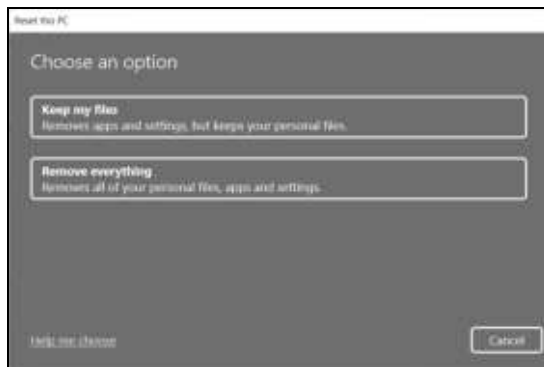 Reset this PC
Choose an option
Keep my files
Removes apps and settings, but keeps your personal files.
Remove everything
Removes all of your personal files, apps and settings.
Help me choose
Cancel